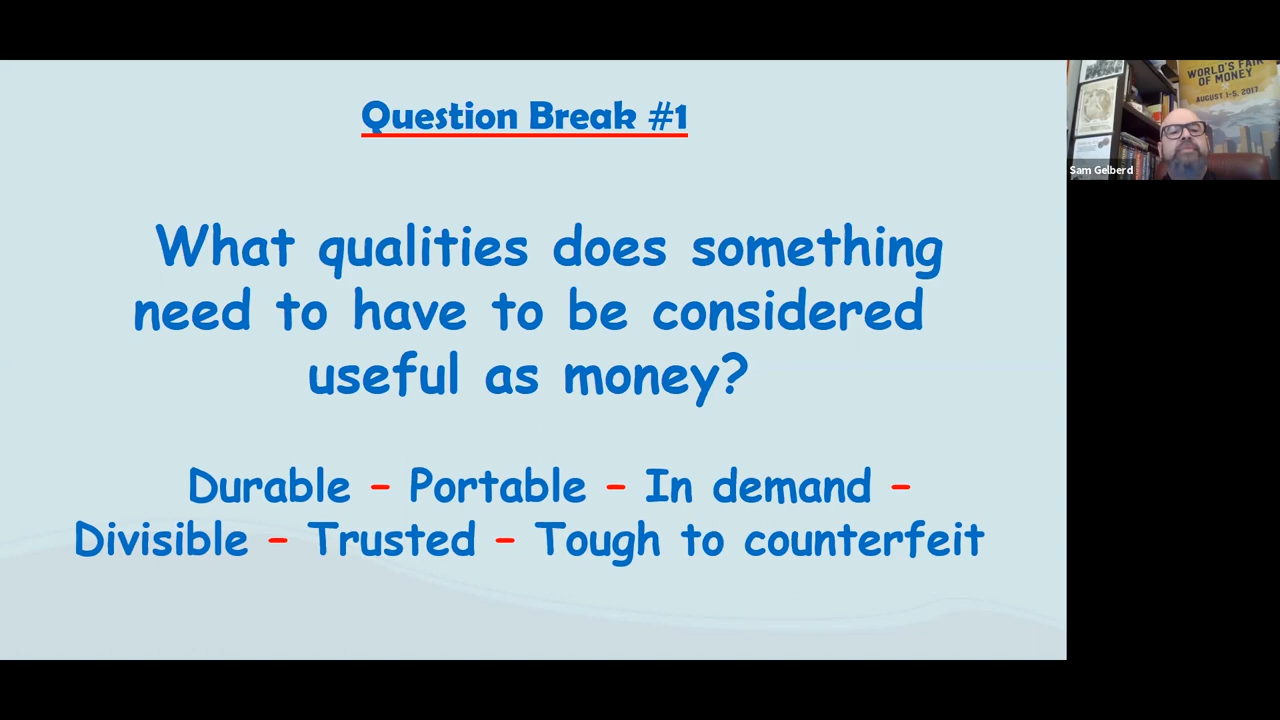 Question Break #1
What qualities does something
need to have to be considered
useful as money?
Durable – Portable – In demand –
Divisible – Trusted – Tough to counterfeit
WORLD'S FAIR
OF MONEY
AUGUST 1-5, 2017
Sam Gelberd